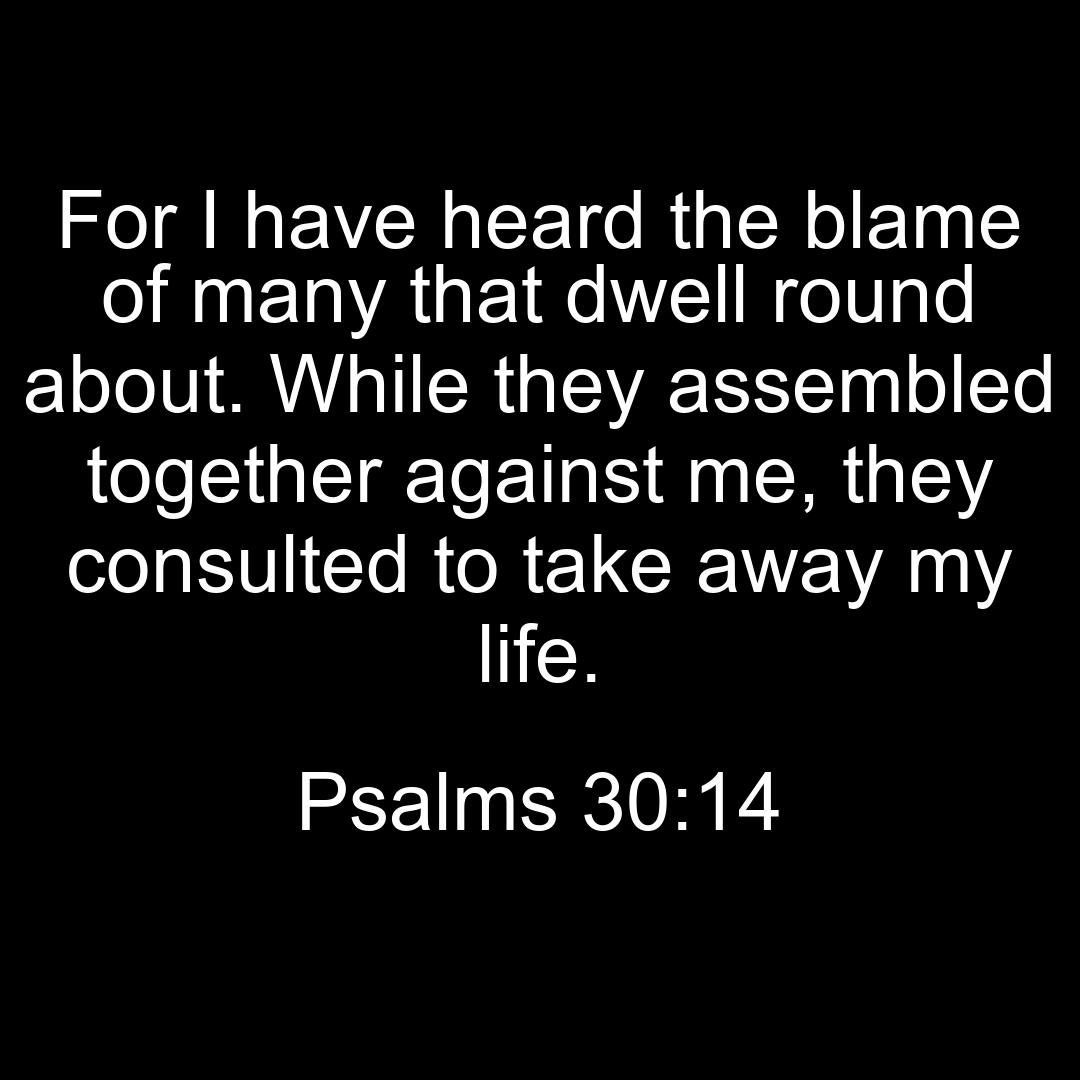 For I have heard the blame
of many that dwell round
about. While they assembled
together against me, they
consulted to take away my
life.
Psalms 30:14